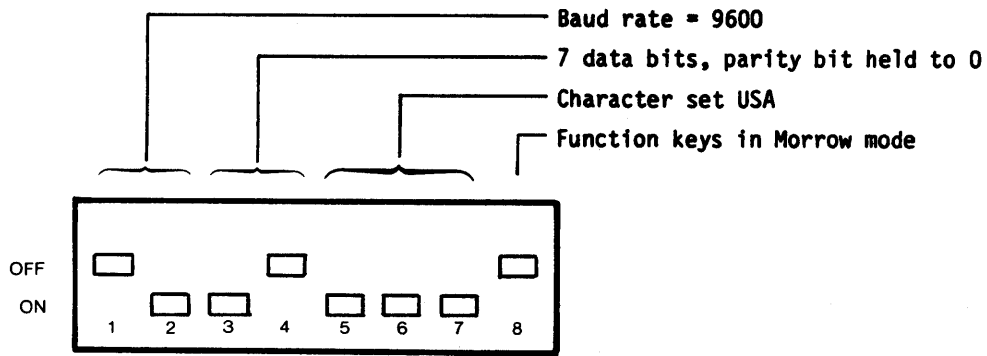 Baud rate = 9600
7 data bits, parity bit held to 0
Character set USA
Function keys in Morrow mode
OFF
ON
1 2 3 4 5 6 7 8